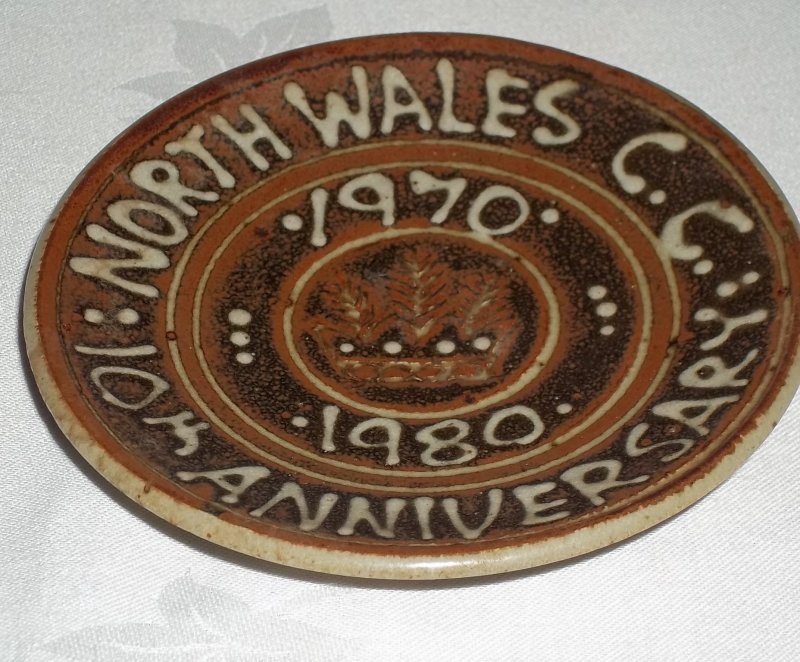 : NORTH WALES C.C. :
10TH ANNIVERSARY
· 1970 ·
· 1980 ·